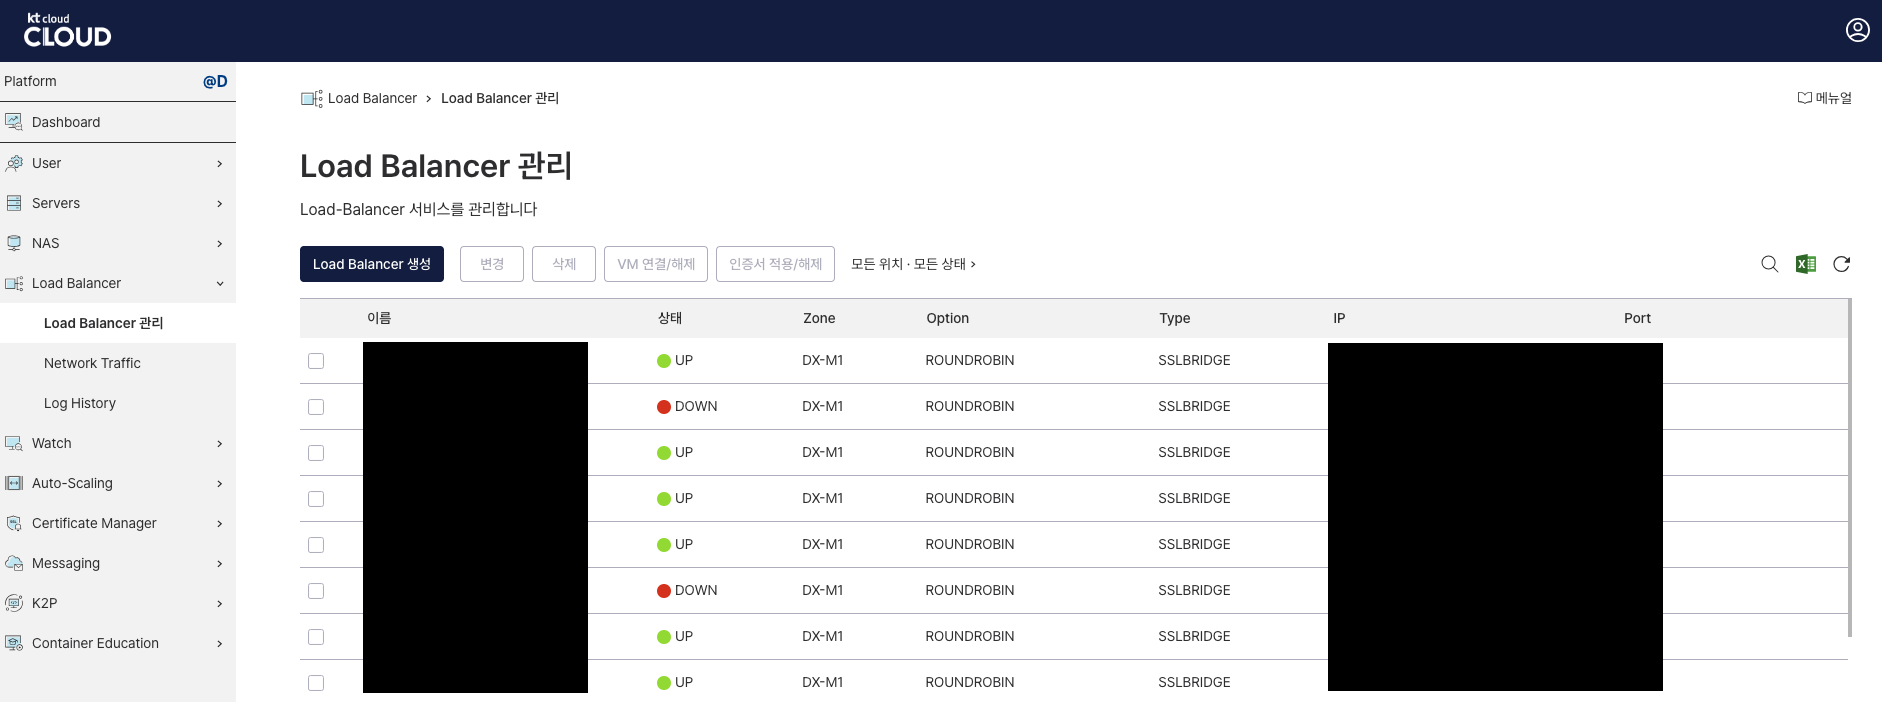 kt cloud
CLOUD
Platform
@D
Dashboard
User
Servers
NAS
Load Balancer
Load Balancer 관리
Network Traffic
Log History
Watch
Auto-Scaling
Certificate Manager
Messaging
K2P
Container Education
Load Balancer > Load Balancer 관리
메뉴얼
Load Balancer 관리
Load-Balancer 서비스를 관리합니다
Load Balancer 생성 변경 삭제 VM 연결/해제 인증서 적용/해제 모든 위치 · 모든 상태 >
이름 상태 Zone Option Type IP Port
UP DX-M1 ROUNDROBIN SSLBRIDGE
DOWN DX-M1 ROUNDROBIN SSLBRIDGE
UP DX-M1 ROUNDROBIN SSLBRIDGE
UP DX-M1 ROUNDROBIN SSLBRIDGE
UP DX-M1 ROUNDROBIN SSLBRIDGE
DOWN DX-M1 ROUNDROBIN SSLBRIDGE
UP DX-M1 ROUNDROBIN SSLBRIDGE
UP DX-M1 ROUNDROBIN SSLBRIDGE